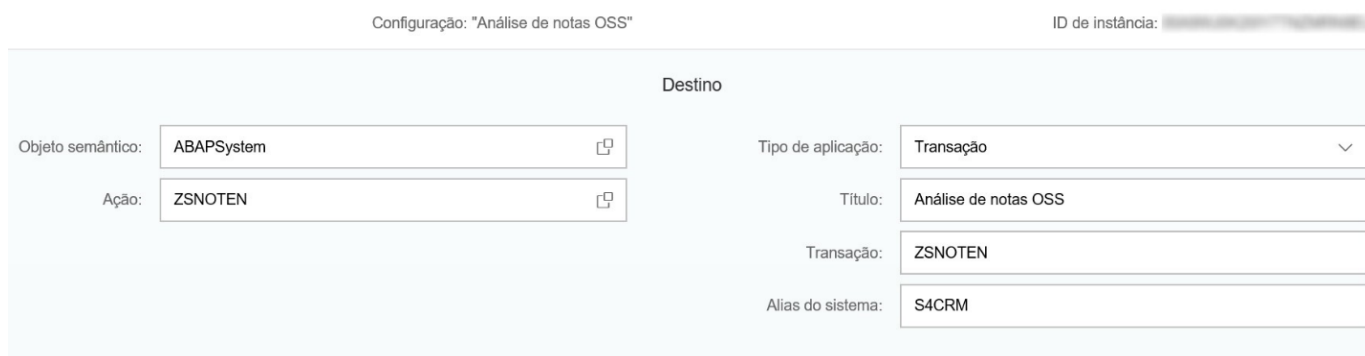 Configuração: "Análise de notas OSS"
ID de instância:
Destino
Objeto semântico: ABAPSystem
Tipo de aplicação: Transação
Ação: ZSNOTEN
Título: Análise de notas OSS
Transação: ZSNOTEN
Alias do sistema: S4CRM